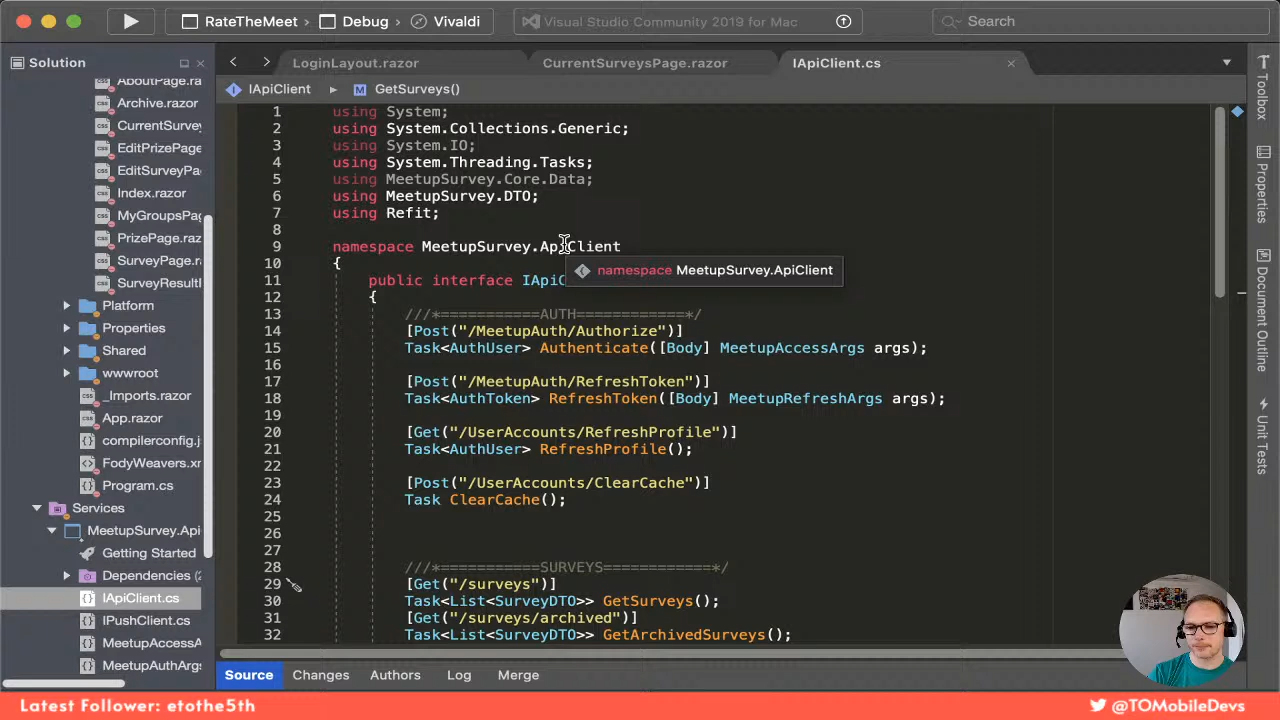 RateTheMeet > Debug > Vivaldi
Visual Studio Community 2019 for Mac
Search
Solution
AboutPage.ra
Archive.razor
CurrentSurvey
EditPrizePage
EditSurveyPa
Index.razor
MyGroupsPag
PrizePage.raz
SurveyPage.r
SurveyResult
Platform
Properties
Shared
wwwroot
_Imports.razor
App.razor
compilerconfig.j
FodyWeavers.xm
Program.cs
Services
MeetupSurvey.Api
Getting Started
Dependencies (2
IApiClient.cs
IPushClient.cs
MeetupAccessA
MeetupAuthArgs
LoginLayout.razor
CurrentSurveysPage.razor
IApiClient.cs
IApiClient
GetSurveys()
1 using System;
2 using System.Collections.Generic;
3 using System.IO;
4 using System.Threading.Tasks;
5 using MeetupSurvey.Core.Data;
6 using MeetupSurvey.DTO;
7 using Refit;
8
9 namespace MeetupSurvey.ApiClient
10 {
namespace MeetupSurvey.ApiClient
11 public interface IApiC
12 {
13 ///*===========AUTH============*/
14 [Post("/MeetupAuth/Authorize")]
15 Task<AuthUser> Authenticate([Body] MeetupAccessArgs args);
16
17 [Post("/MeetupAuth/RefreshToken")]
18 Task<AuthToken> RefreshToken([Body] MeetupRefreshArgs args);
19
20 [Get("/UserAccounts/RefreshProfile")]
21 Task<AuthUser> RefreshProfile();
22
23 [Post("/UserAccounts/ClearCache")]
24 Task ClearCache();
25
26
27
28 ///*===========SURVEYS============*/
29 [Get("/surveys")]
30 Task<List<SurveyDTO>> GetSurveys();
31 [Get("/surveys/archived")]
32 Task<List<SurveyDTO>> GetArchivedSurveys();
Toolbox
Properties
Document Outline
Unit Tests
Source
Changes
Authors
Log
Merge
Latest Follower: etothe5th
@TOMobileDevs